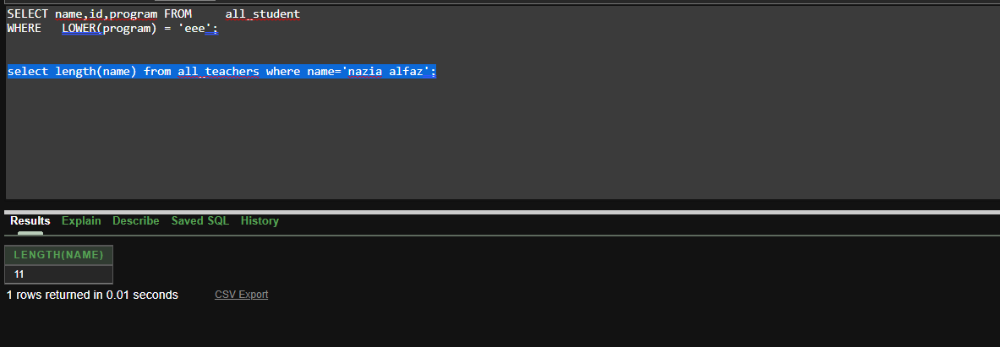 SELECT name,id,program FROM     all_student
WHERE   LOWER(program) = 'eee';
select length(name) from all_teachers where name='nazia alfaz';
Results Explain Describe Saved SQL History
LENGTH(NAME)
11
1 rows returned in 0.01 seconds CSV Export